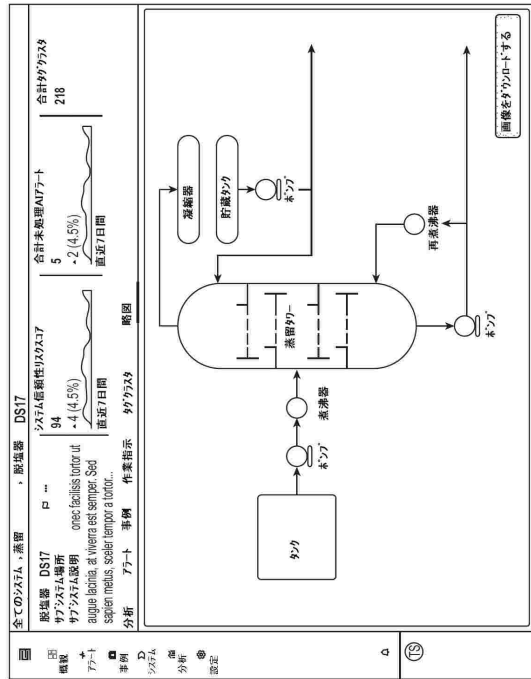 全てのシステム , 蒸留 , 脱塩器 DS17
概観
アラート
事例
システム
分析
設定
TS
脱塩器 DS17
サブシステム場所
サブシステム説明 onec facilisis tortor ut
augue lacinia, at viverra est semper. Sed
sapien metus, sceler tempor a tortor...
システム信頼性リスクスコア
94
4 (4.5%)
直近7日間
合計未処理AIアラート
5
2 (4.5%)
直近7日間
合計タグクラスタ
218
分析 アラート 事例 作業指示 タグクラスタ 略図
タンク
ポンプ
煮沸器
蒸留タワー
凝縮器
貯蔵タンク
ポンプ
再煮沸器
ポンプ
画像をダウンロードする